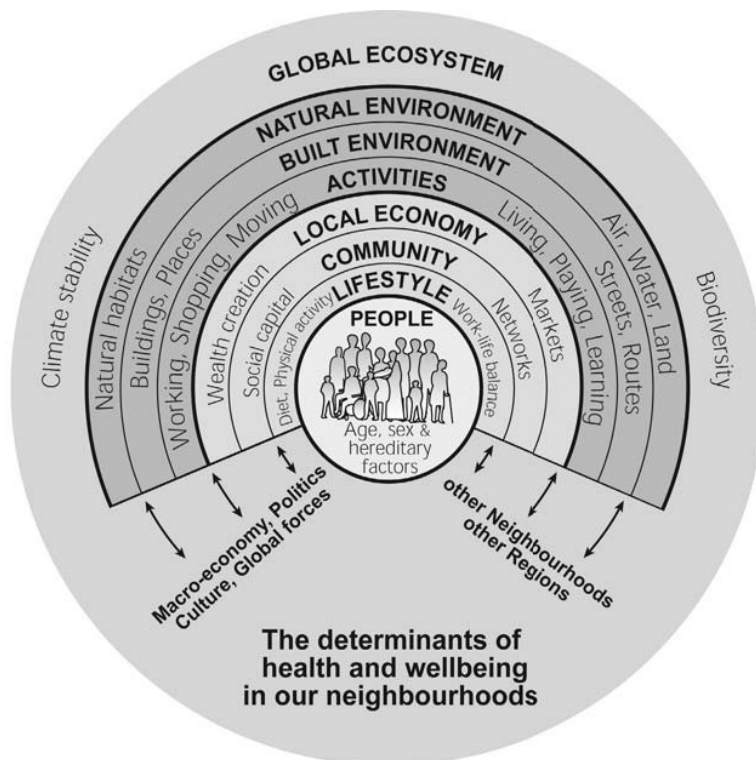 GLOBAL ECOSYSTEM
NATURAL ENVIRONMENT
BUILT ENVIRONMENT
ACTIVITIES
LOCAL ECONOMY
COMMUNITY
LIFESTYLE
PEOPLE
Age, sex &
hereditary
factors
Climate stability
Natural habitats
Buildings, Places
Working, Shopping, Moving
Wealth creation
Social capital
Diet, Physical activity
Work-life balance
Networks
Markets
Living, Playing, Learning
Streets, Routes
Air, Water, Land
Biodiversity
Macro-economy, Politics
Culture, Global forces
other Neighbourhoods
other Regions
The determinants of
health and wellbeing
in our neighbourhoods